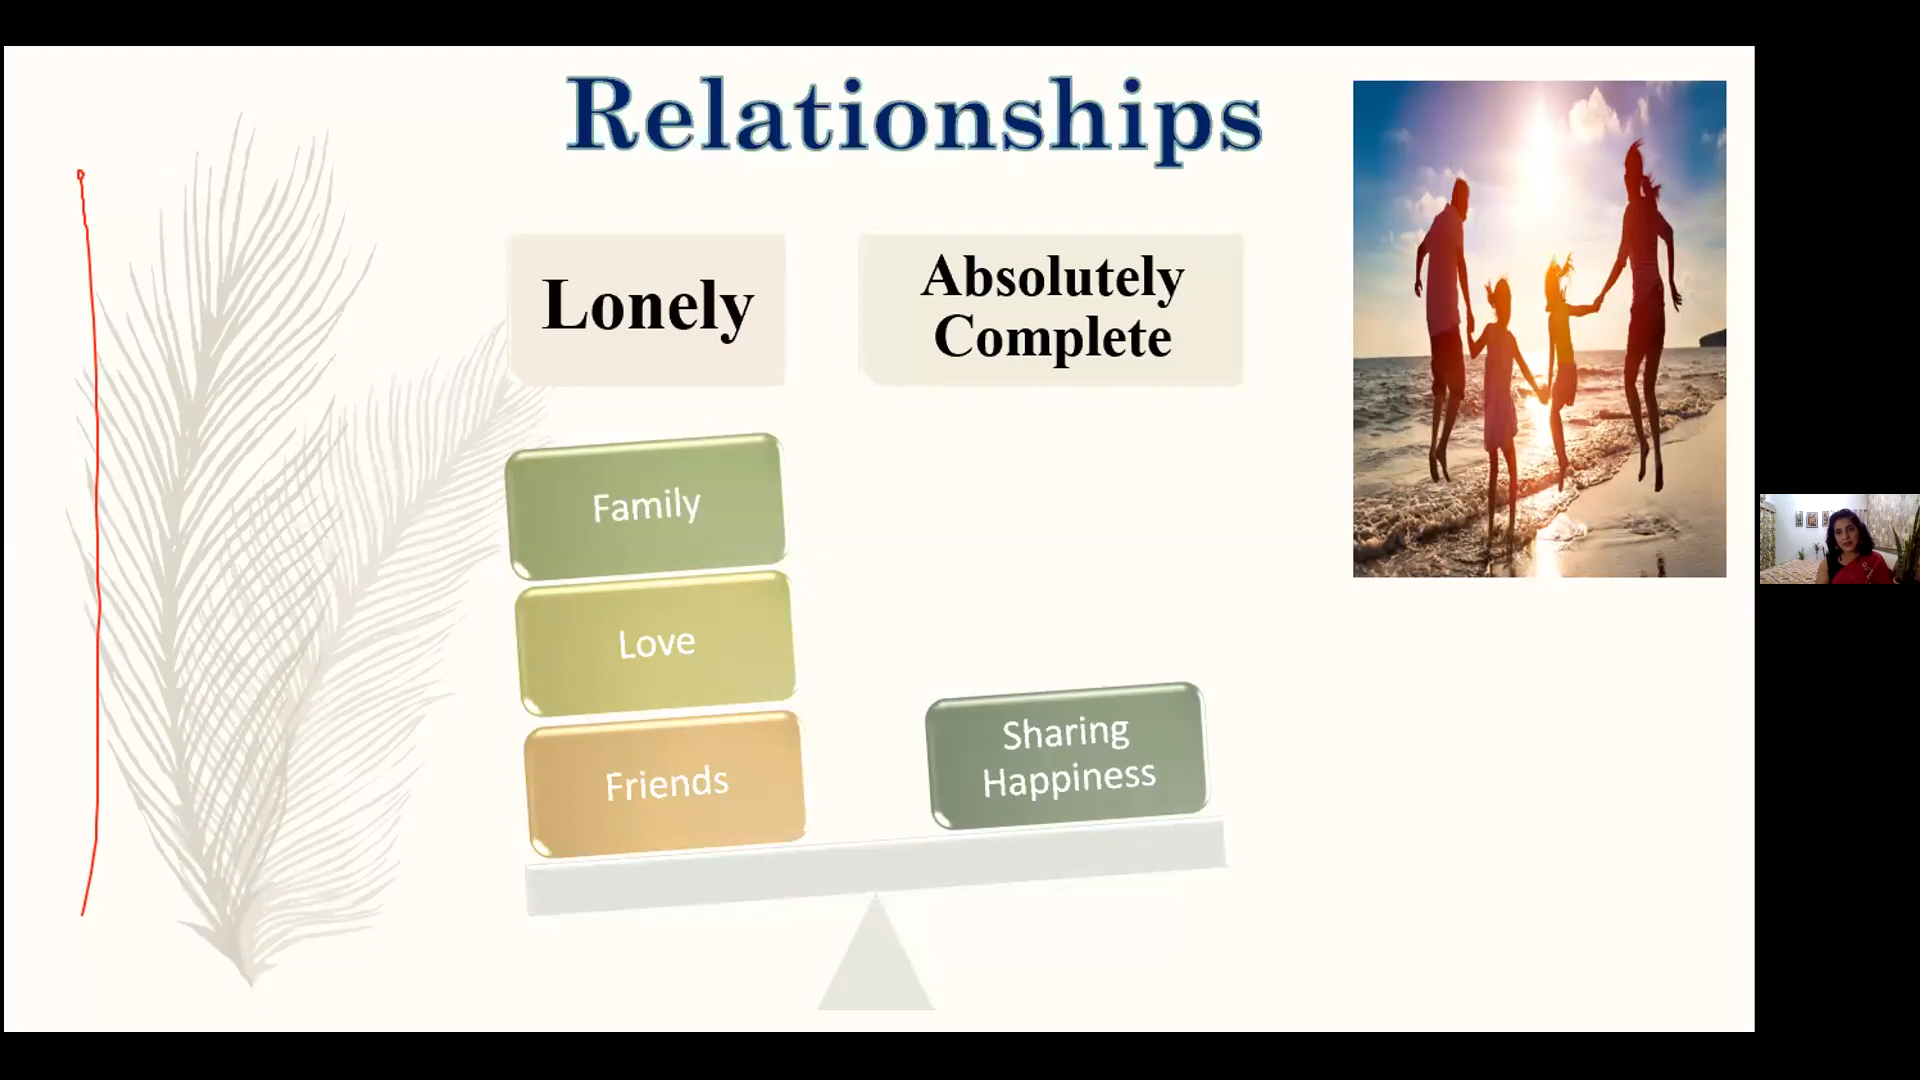 Relationships
Lonely
Absolutely
Complete
Family
Love
Friends
Sharing
Happiness